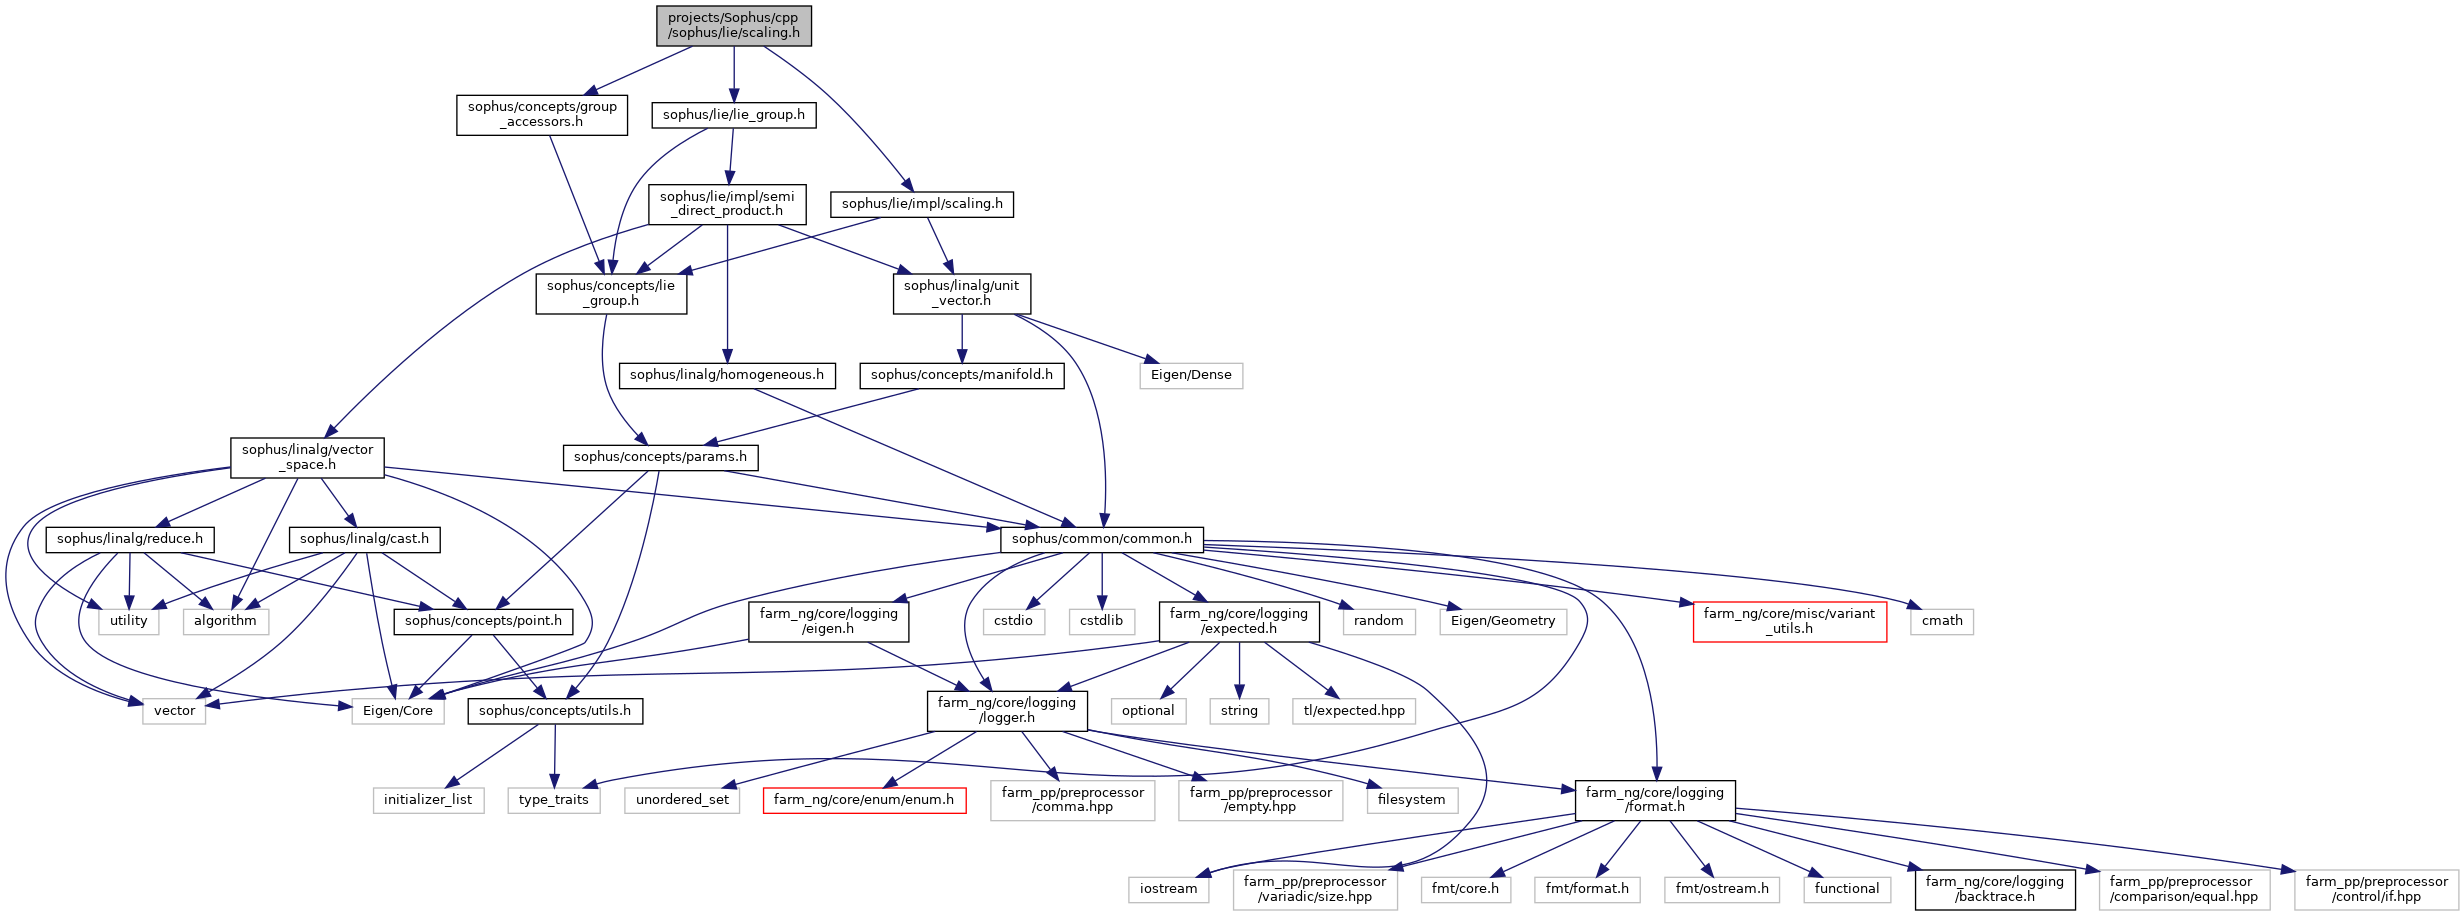 projects/Sophus/cpp
/sophus/lie/scaling.h
sophus/concepts/group
_accessors.h
sophus/lie/lie_group.h
sophus/lie/impl/semi
_direct_product.h
sophus/lie/impl/scaling.h
sophus/concepts/lie
_group.h
sophus/linalg/unit
_vector.h
sophus/linalg/homogeneous.h
sophus/concepts/manifold.h
Eigen/Dense
sophus/linalg/vector
_space.h
sophus/concepts/params.h
sophus/linalg/reduce.h
sophus/linalg/cast.h
sophus/common/common.h
utility
algorithm
sophus/concepts/point.h
farm_ng/core/logging
/eigen.h
cstdio
cstdlib
farm_ng/core/logging
/expected.h
random
Eigen/Geometry
farm_ng/core/misc/variant
_utils.h
cmath
vector
Eigen/Core
sophus/concepts/utils.h
farm_ng/core/logging
/logger.h
optional
string
tl/expected.hpp
initializer_list
type_traits
unordered_set
farm_ng/core/enum/enum.h
farm_pp/preprocessor
/comma.hpp
farm_pp/preprocessor
/empty.hpp
filesystem
farm_ng/core/logging
/format.h
iostream
farm_pp/preprocessor
/variadic/size.hpp
fmt/core.h
fmt/format.h
fmt/ostream.h
functional
farm_ng/core/logging
/backtrace.h
farm_pp/preprocessor
/comparison/equal.hpp
farm_pp/preprocessor
/control/if.hpp